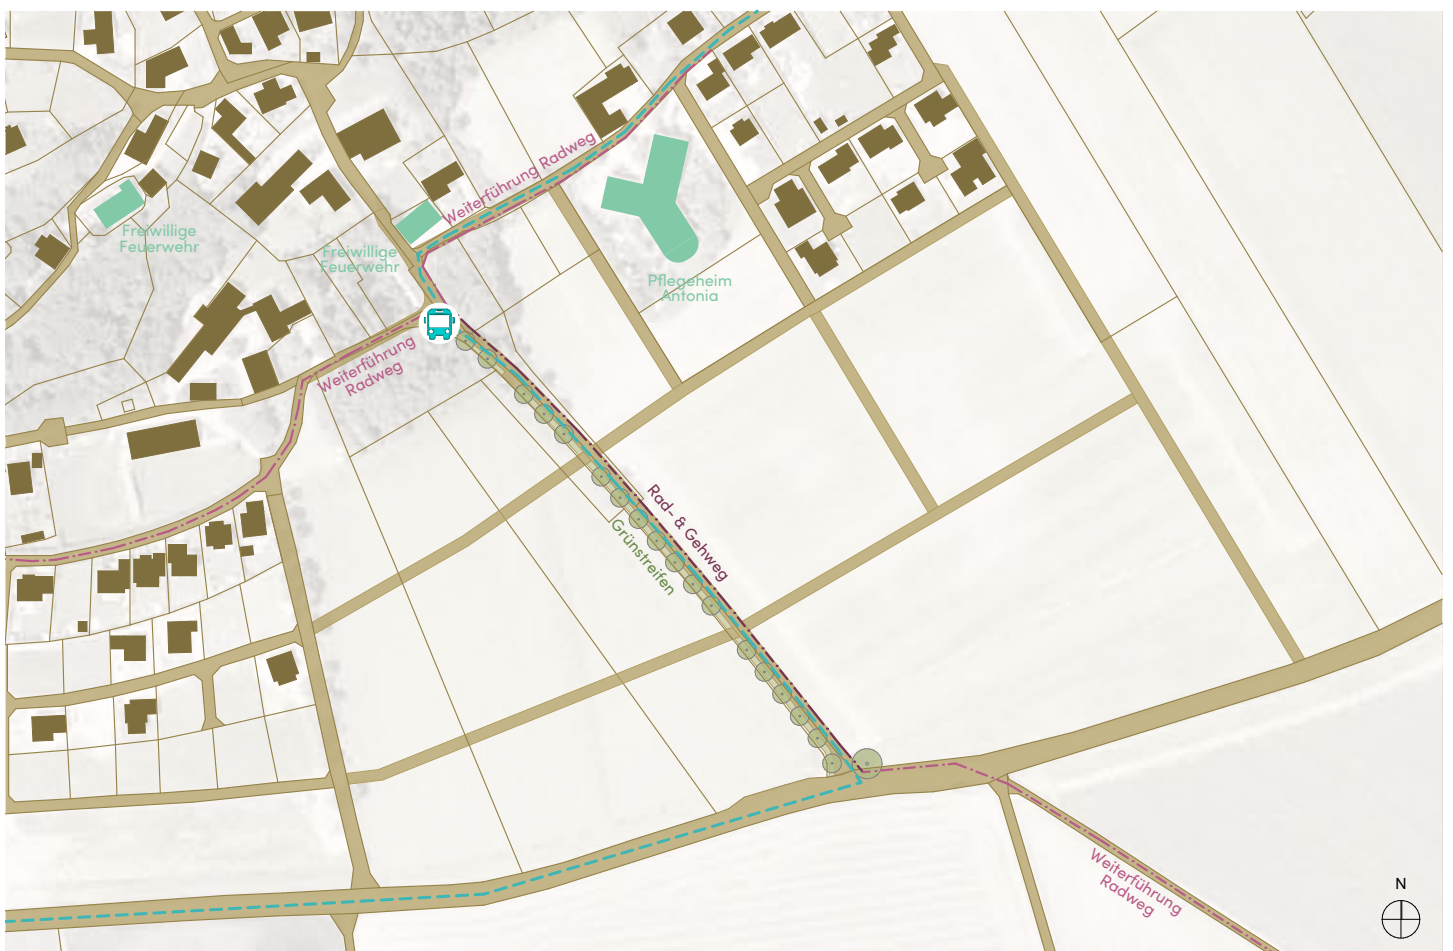 Weiterführung Radweg
Freiwillige
Feuerwehr
Freiwillige
Feuerwehr
Pflegeheim
Antonia
Weiterführung
Radweg
Rad- & Gehweg
Grünstreifen
Weiterführung
Radweg
N